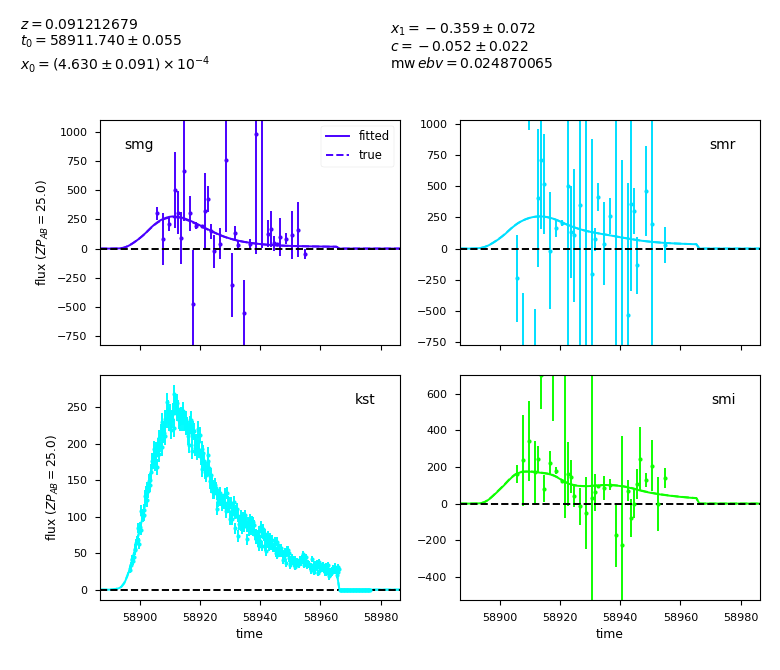 z = 0.091212679
t₀ = 58911.740 ± 0.055
x₀ = (4.630 ± 0.091) × 10⁻⁴
x₁ = −0.359 ± 0.072
c = −0.052 ± 0.022
mw ebv = 0.024870065
smg
fitted
true
1000
750
500
250
0
−250
−500
−750
flux (ZP_AB = 25.0)
smr
1000
750
500
250
0
−250
−500
−750
kst
250
200
150
100
50
0
flux (ZP_AB = 25.0)
58900 58920 58940 58960 58980
time
smi
600
400
200
0
−200
−400
58900 58920 58940 58960 58980
time